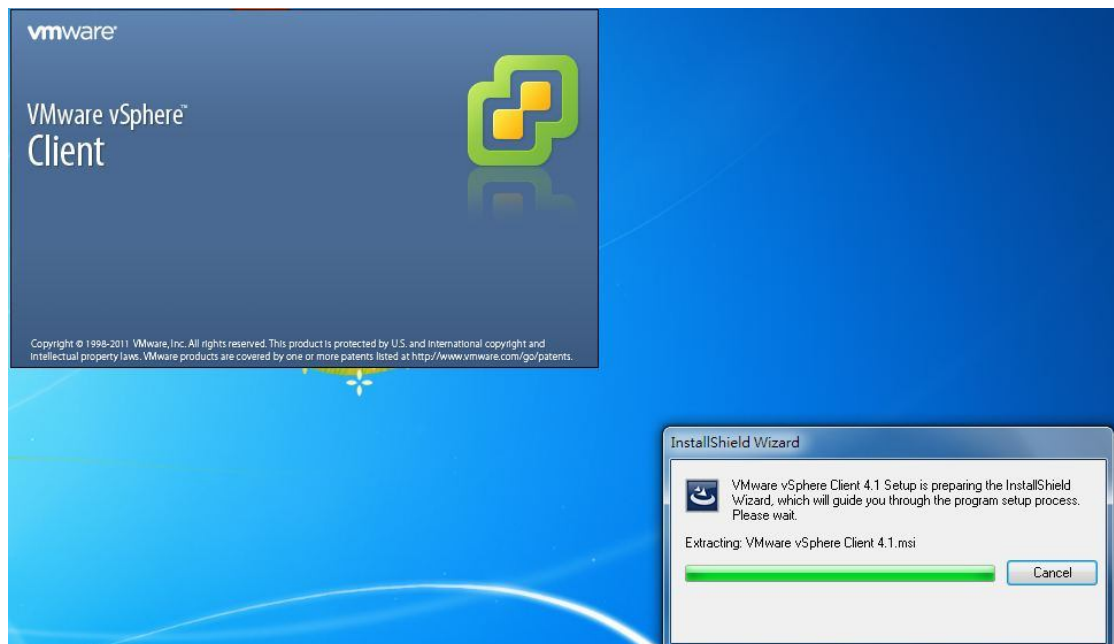 vmware
VMware vSphere™
Client
Copyright © 1998-2011 VMware, Inc. All rights reserved. This product is protected by U.S. and international copyright and
intellectual property laws. VMware products are covered by one or more patents listed at http://www.vmware.com/go/patents.
InstallShield Wizard
VMware vSphere Client 4.1 Setup is preparing the InstallShield
Wizard, which will guide you through the program setup process.
Please wait.
Extracting: VMware vSphere Client 4.1.msi
Cancel